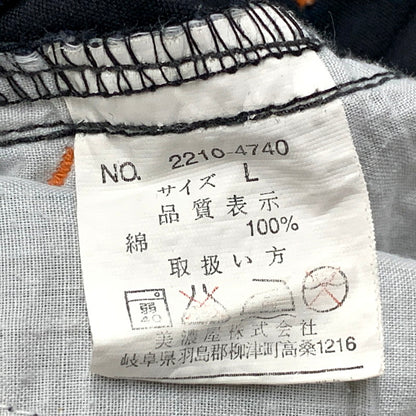 NO. 2210-4740
サイズ L
品質表示
綿 100%
取扱い方
弱 40
美濃屋株式会社
岐阜県羽島郡柳津町高桑1216